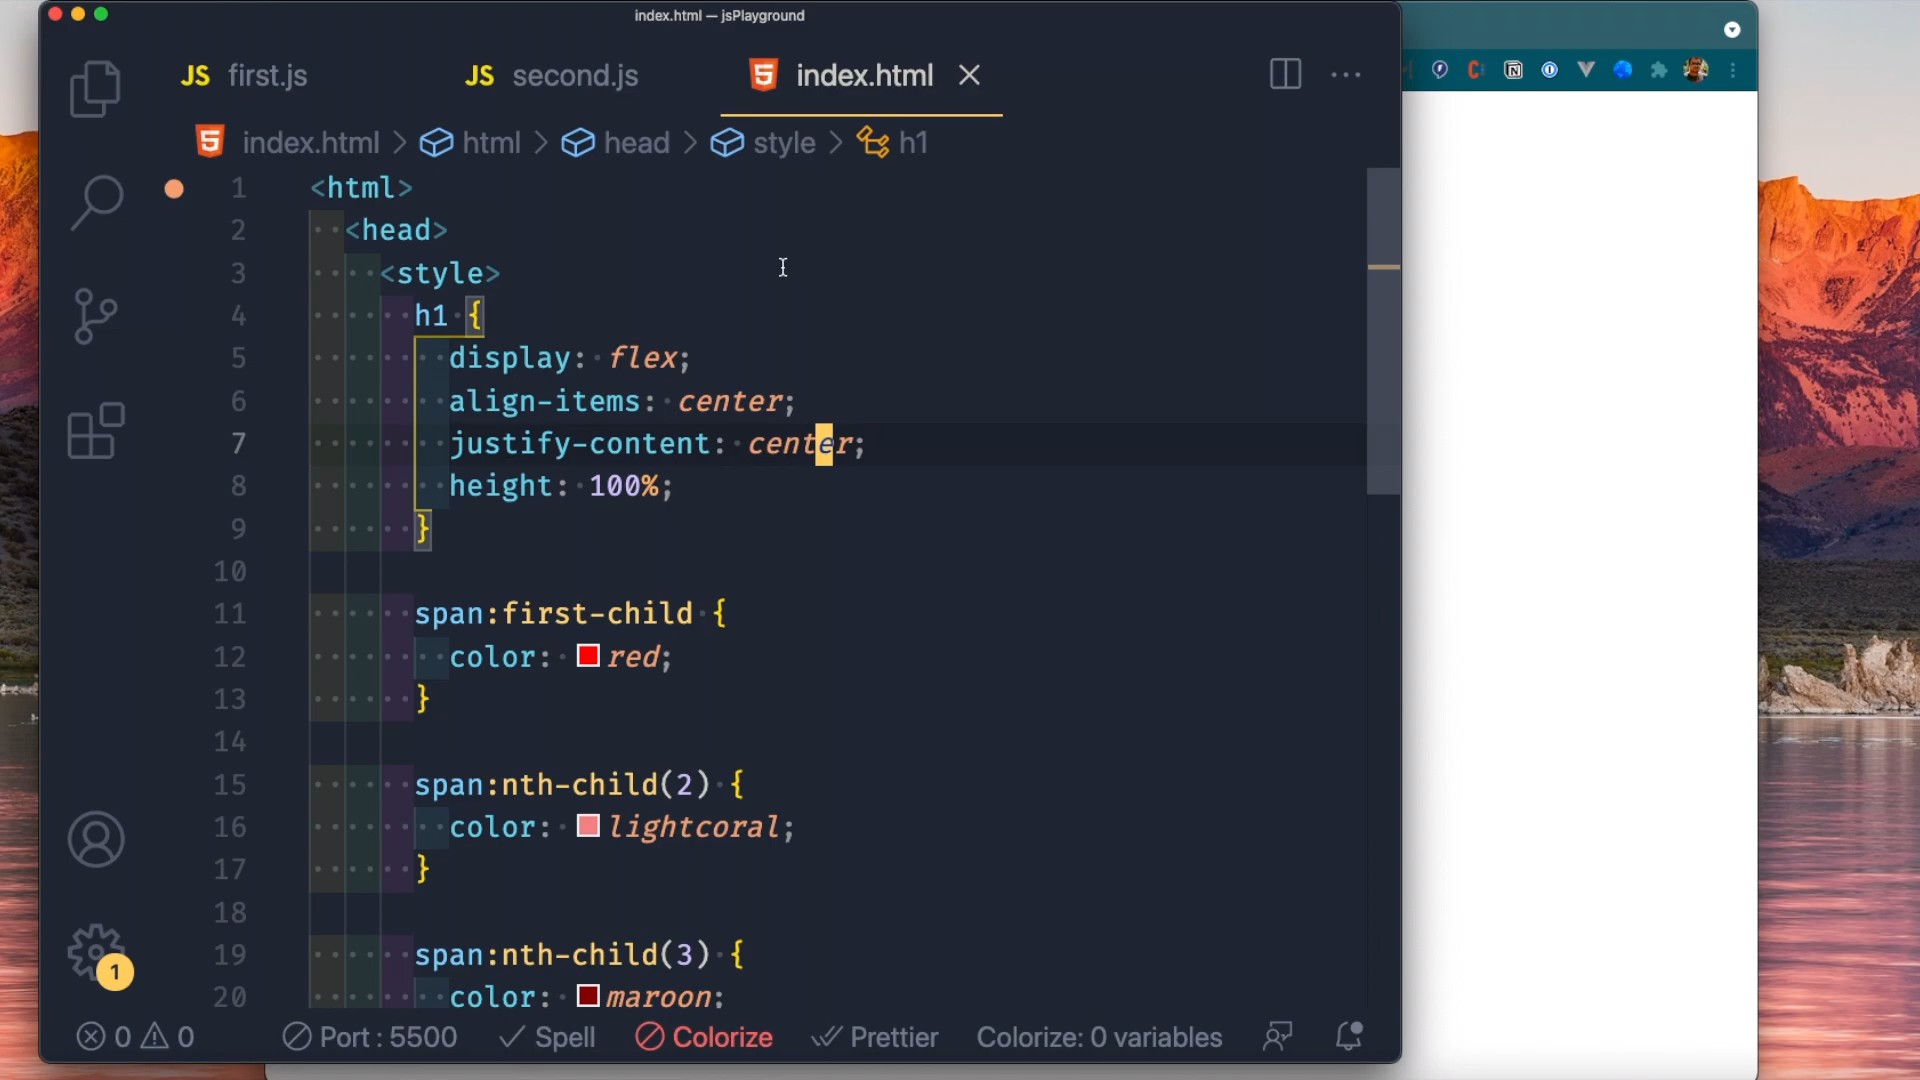 index.html — jsPlayground
JS first.js JS second.js index.html
index.html > html > head > style > h1
1 <html>
2 <head>
3 <style>
4 h1 {
5 display: flex;
6 align-items: center;
7 justify-content: center;
8 height: 100%;
9 }
10
11 span:first-child {
12 color: red;
13 }
14
15 span:nth-child(2) {
16 color: lightcoral;
17 }
18
19 span:nth-child(3) {
20 color: maroon;
1
0 0 Port : 5500 Spell Colorize Prettier Colorize: 0 variables